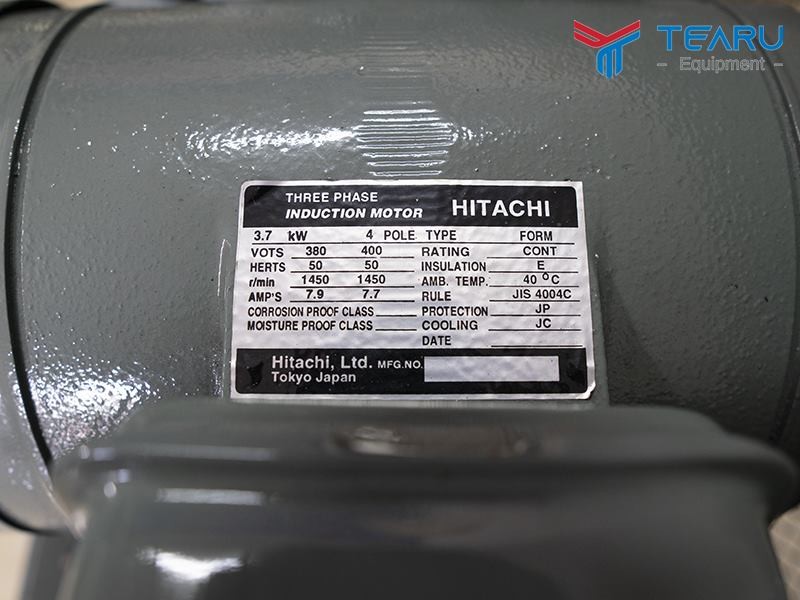 TEARU
- Equipment -
THREE PHASE
INDUCTION MOTOR HITACHI
3.7 kW 4 POLE TYPE FORM
VOTS 380 400 RATING CONT
HERTS 50 50 INSULATION E
r/min 1450 1450 AMB. TEMP. 40 °C
AMP'S 7.9 7.7 RULE JIS 4004C
CORROSION PROOF CLASS PROTECTION JP
MOISTURE PROOF CLASS COOLING JC
DATE
Hitachi, Ltd. MFG.NO.
Tokyo Japan